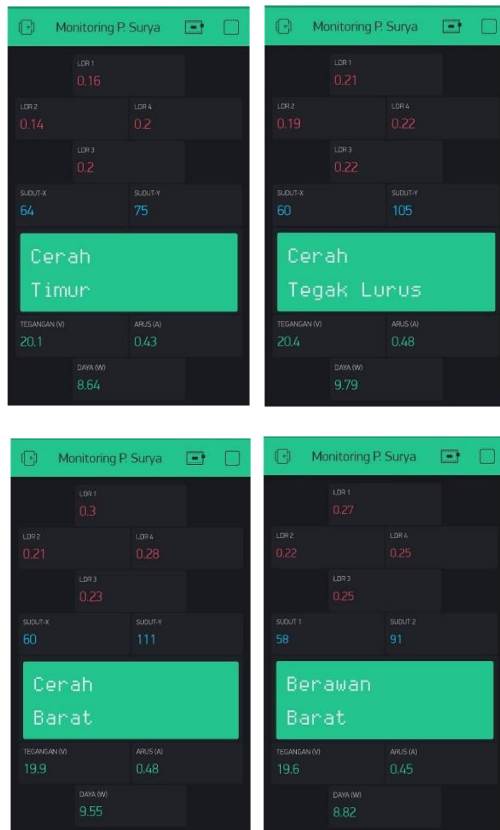 Monitoring P. Surya
LDR 1
0.16
LDR 2
LDR 4
0.14
0.2
LDR 3
0.2
SUDUT-X
SUDUT-Y
64
75
Cerah
Timur
TEGANGAN (V)
ARUS (A)
20.1
0.43
DAYA (W)
8.64
Monitoring P. Surya
LDR 1
0.21
LDR 2
LDR 4
0.19
0.22
LDR 3
0.22
SUDUT-X
SUDUT-Y
60
105
Cerah
Tegak Lurus
TEGANGAN (V)
ARUS (A)
20.4
0.48
DAYA (W)
9.79
Monitoring P. Surya
LDR 1
0.3
LDR 2
LDR 4
0.21
0.28
LDR 3
0.23
SUDUT-X
SUDUT-Y
60
111
Cerah
Barat
TEGANGAN (V)
ARUS (A)
19.9
0.48
DAYA (W)
9.55
Monitoring P. Surya
LDR 1
0.27
LDR 2
LDR 4
0.22
0.25
LDR 3
0.25
SUDUT 1
SUDUT 2
58
91
Berawan
Barat
TEGANGAN (V)
ARUS (A)
19.6
0.45
DAYA (W)
8.82